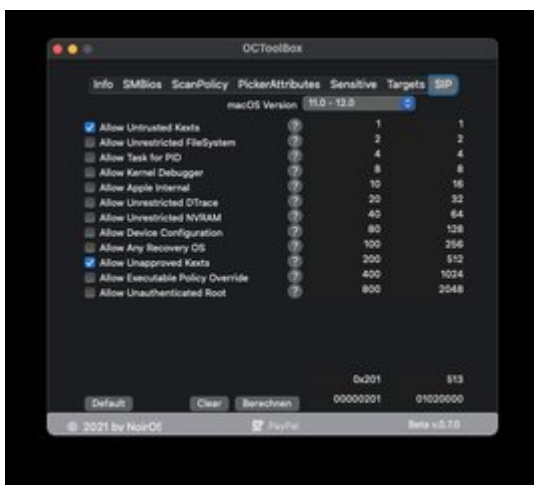 OCToolBox
Info SMBios ScanPolicy PickerAttributes Sensitive Targets SIP
macOS Version 11.0 - 12.0
Allow Untrusted Kexts ? 1 1
Allow Unrestricted FileSystem ? 2 2
Allow Task for PID ? 4 4
Allow Kernel Debugger ? 8 8
Allow Apple Internal ? 10 16
Allow Unrestricted DTrace ? 20 32
Allow Unrestricted NVRAM ? 40 64
Allow Device Configuration ? 80 128
Allow Any Recovery OS ? 100 256
Allow Unapproved Kexts ? 200 512
Allow Executable Policy Override ? 400 1024
Allow Unauthenticated Root ? 800 2048
0x201 513
Default Clear Berechnen 00000201 01020000
© 2021 by NoirOS PayPal Beta v.0.7.0